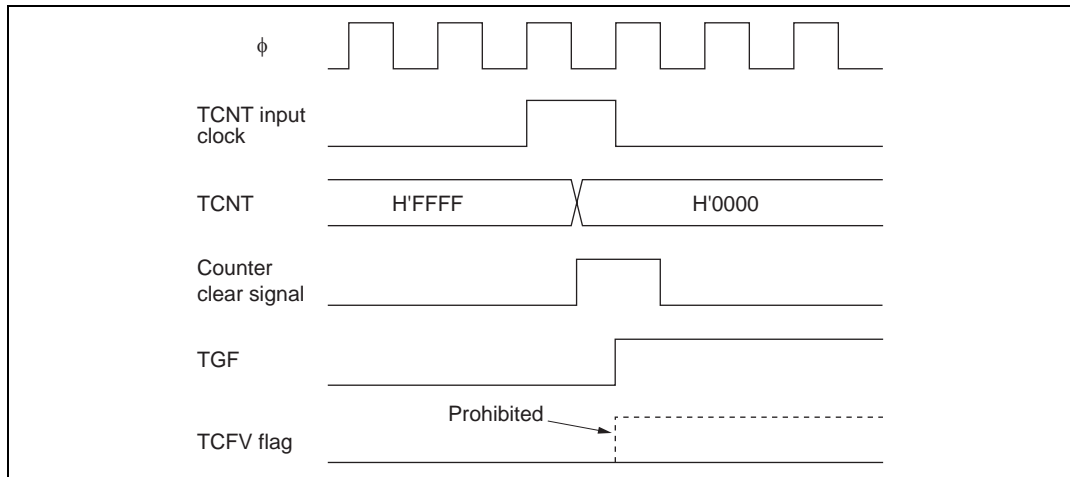 ϕ
TCNT input
clock
TCNT
H'FFFF
H'0000
Counter
clear signal
TGF
Prohibited
TCFV flag